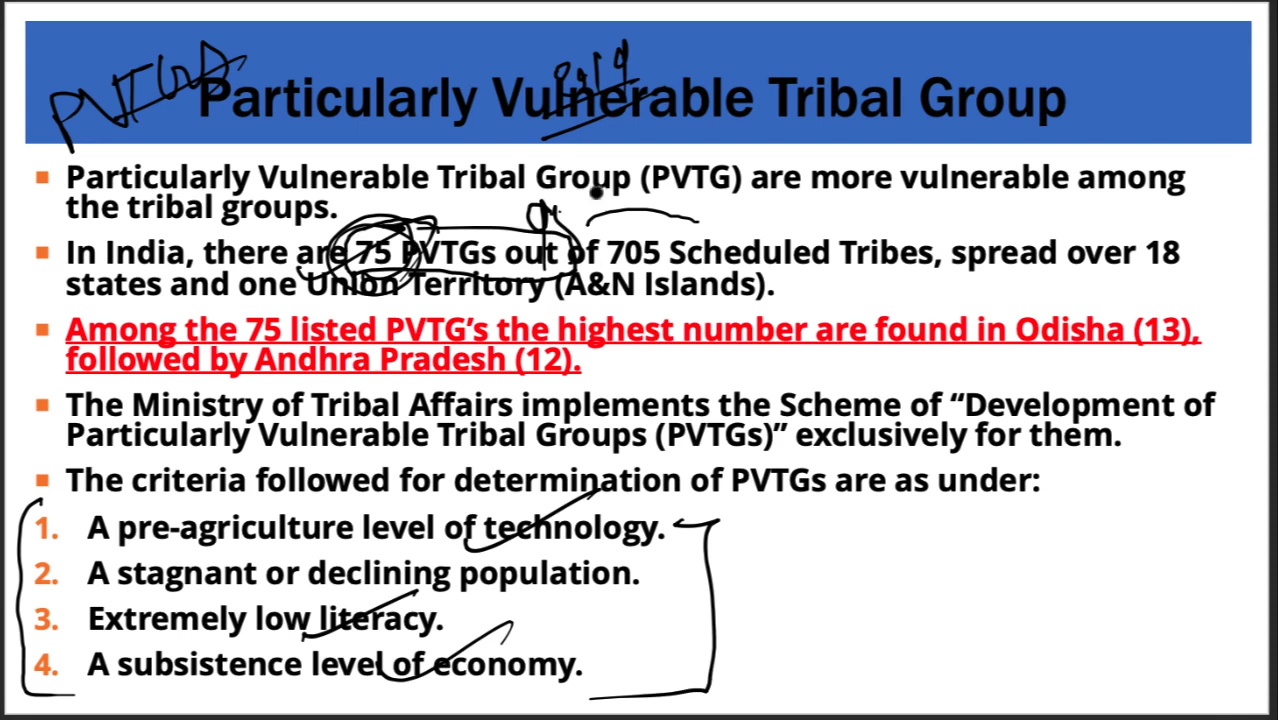 PVTGs
Particularly Vulnerable Tribal Group
Particularly Vulnerable Tribal Group (PVTG) are more vulnerable among
the tribal groups.
In India, there are 75 PVTGs out of 705 Scheduled Tribes, spread over 18
states and one Union Territory (A&N Islands).
Among the 75 listed PVTG’s the highest number are found in Odisha (13),
followed by Andhra Pradesh (12).
The Ministry of Tribal Affairs implements the Scheme of “Development of
Particularly Vulnerable Tribal Groups (PVTGs)” exclusively for them.
The criteria followed for determination of PVTGs are as under:
1. A pre-agriculture level of technology.
2. A stagnant or declining population.
3. Extremely low literacy.
4. A subsistence level of economy.